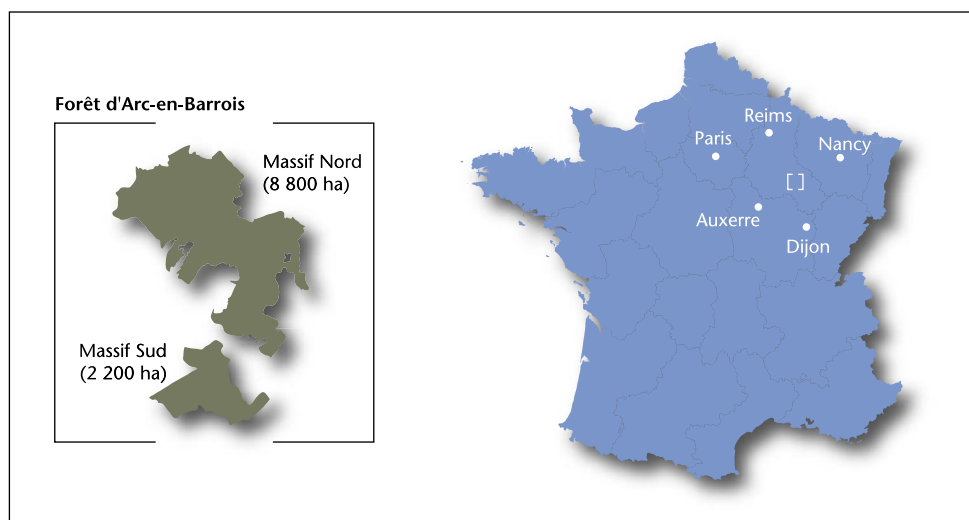 Forêt d'Arc-en-Barrois
Massif Nord
(8 800 ha)
Massif Sud
(2 200 ha)
Reims
Paris
Nancy
Auxerre
Dijon